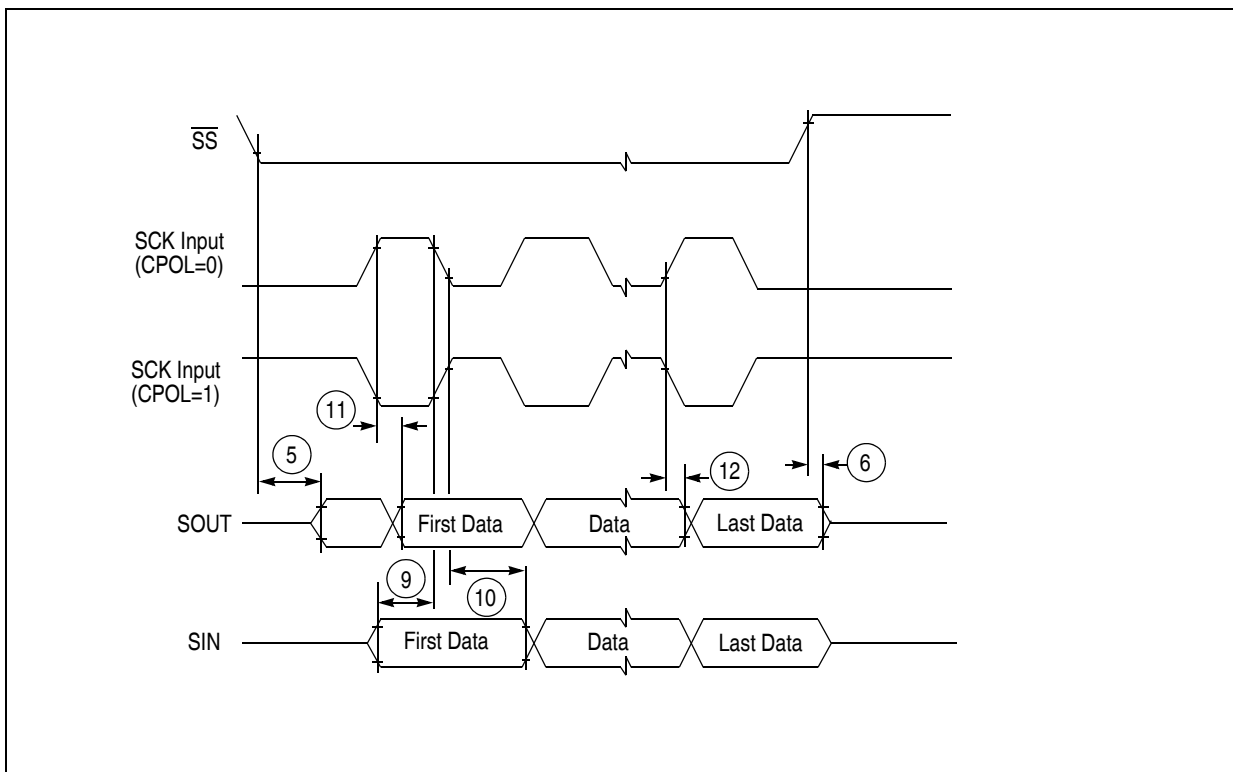 SS
SCK Input
(CPOL=0)
SCK Input
(CPOL=1)
11
5
12
6
SOUT
First Data
Data
Last Data
9
10
SIN
First Data
Data
Last Data